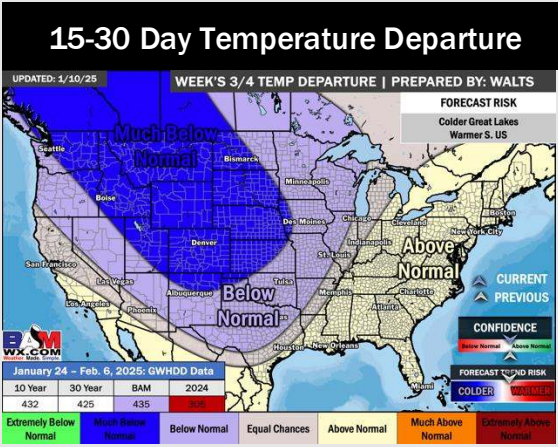 15-30 Day Temperature Departure
UPDATED: 1/10/25
WEEK'S 3/4 TEMP DEPARTURE | PREPARED BY: WALTS
FORECAST RISK
Colder Great Lakes
Warmer S. US
Much Below
Normal
Seattle
Bismarck
Minneapolis
Boise
Des Moines
Chicago
Cleveland
Boston
New York City
Denver
Indianapolis
St. Louis
Above
Normal
San Francisco
Las Vegas
Albuquerque
Tulsa
Below
Normal
Memphis
Charlotte
Los Angeles
Phoenix
Atlanta
Houston
New Orleans
Miami
CURRENT
PREVIOUS
CONFIDENCE
Below Normal
Above Normal
FORECAST TREND RISK
COLDER
WARMER
BAM
WX.COM
Weather Made. Simple.
January 24 – Feb. 6, 2025: GWHDD Data
10 Year 30 Year BAM 2024
432 425 435 305
Extremely Below
Normal
Much Below
Normal
Below Normal
Equal Chances
Above Normal
Much Above
Normal
Extremely Above
Normal